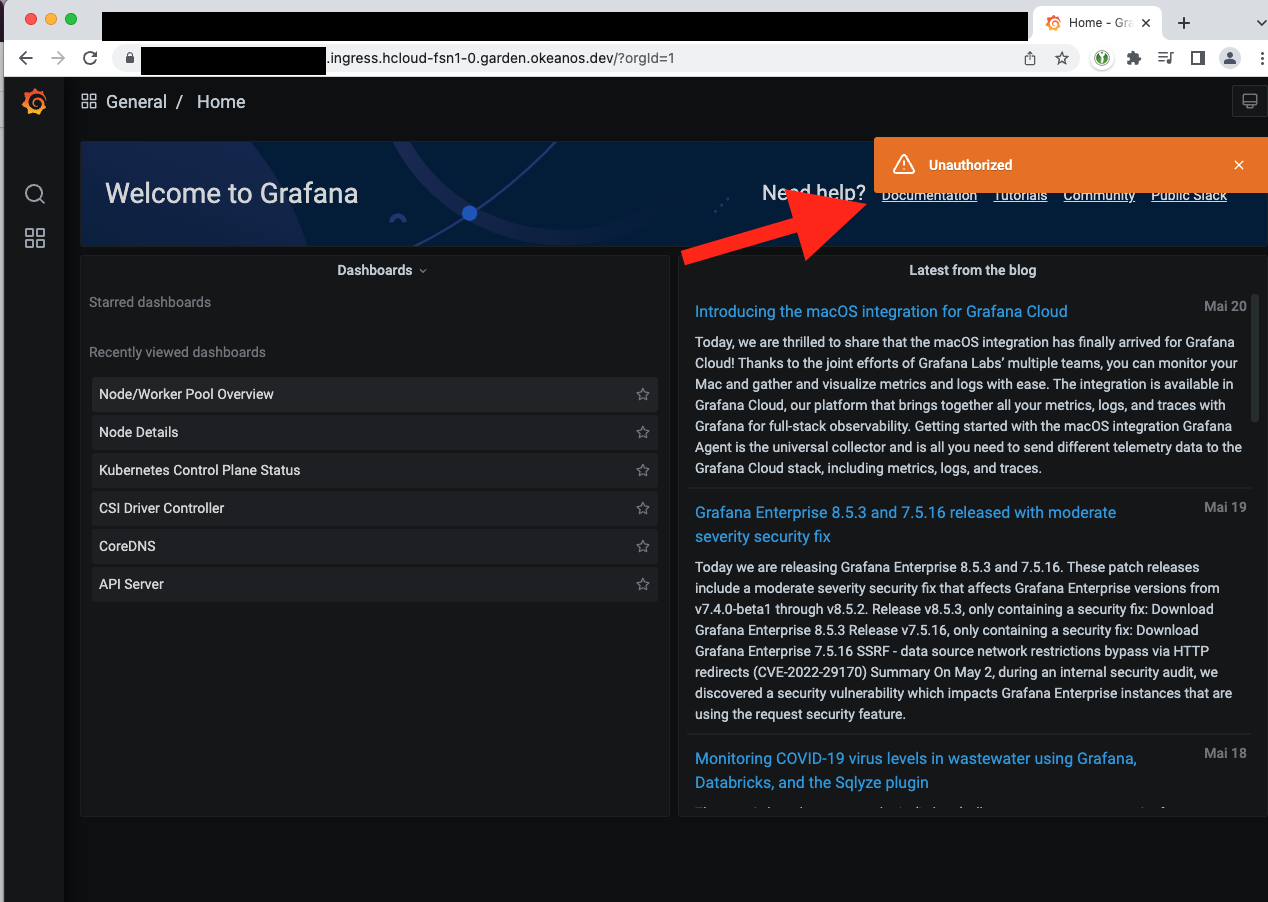 Home - Gra
.ingress.hcloud-fsn1-0.garden.okeanos.dev/?orgId=1
General / Home
Unauthorized
Welcome to Grafana
Need help?
Documentation Tutorials Community Public Slack
Dashboards
Starred dashboards
Recently viewed dashboards
Node/Worker Pool Overview
Node Details
Kubernetes Control Plane Status
CSI Driver Controller
CoreDNS
API Server
Latest from the blog
Introducing the macOS integration for Grafana Cloud
Mai 20
Today, we are thrilled to share that the macOS integration has finally arrived for Grafana
Cloud! Thanks to the joint efforts of Grafana Labs’ multiple teams, you can monitor your
Mac and gather and visualize metrics and logs with ease. The integration is available in
Grafana Cloud, our platform that brings together all your metrics, logs, and traces with
Grafana for full-stack observability. Getting started with the macOS integration Grafana
Agent is the universal collector and is all you need to send different telemetry data to the
Grafana Cloud stack, including metrics, logs, and traces.
Grafana Enterprise 8.5.3 and 7.5.16 released with moderate
severity security fix
Mai 19
Today we are releasing Grafana Enterprise 8.5.3 and 7.5.16. These patch releases
include a moderate severity security fix that affects Grafana Enterprise versions from
v7.4.0-beta1 through v8.5.2. Release v8.5.3, only containing a security fix: Download
Grafana Enterprise 8.5.3 Release v7.5.16, only containing a security fix: Download
Grafana Enterprise 7.5.16 SSRF - data source network restrictions bypass via HTTP
redirects (CVE-2022-29170) Summary On May 2, during an internal security audit, we
discovered a security vulnerability which impacts Grafana Enterprise instances that are
using the request security feature.
Monitoring COVID-19 virus levels in wastewater using Grafana,
Databricks, and the Sqlyze plugin
Mai 18